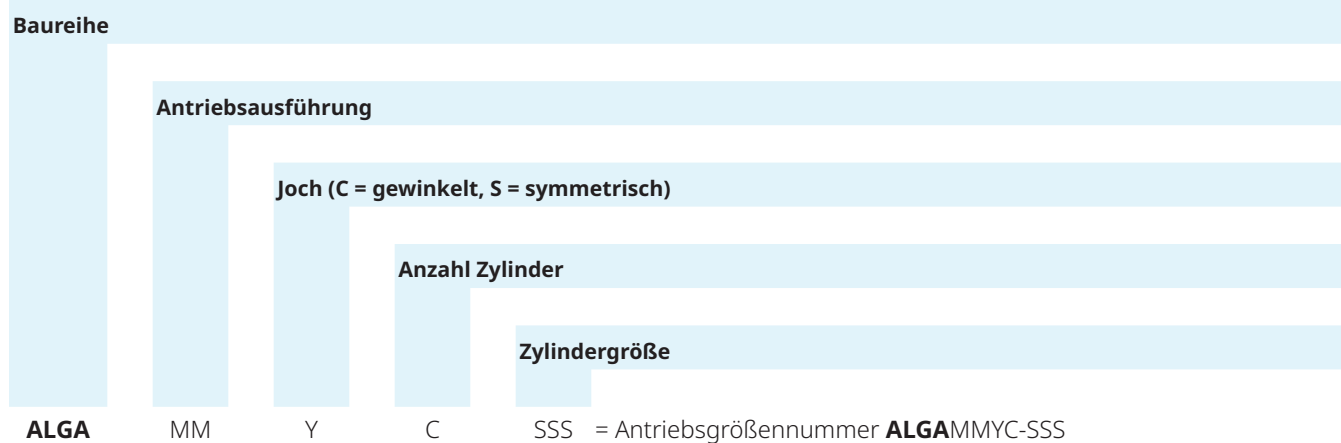 Baureihe
Antriebsausführung
Joch (C = gewinkelt, S = symmetrisch)
Anzahl Zylinder
Zylindergröße
ALGA MM Y C SSS = Antriebsgrößennummer ALGAMMYC-SSS